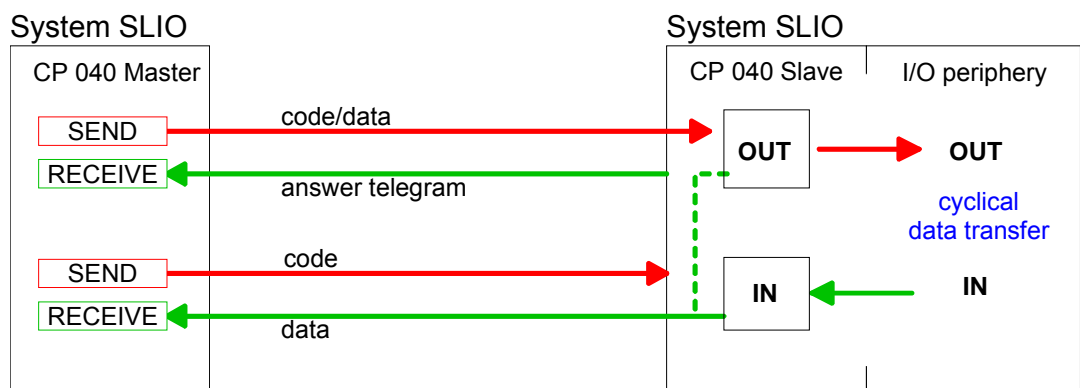 System SLIO
System SLIO
CP 040 Master
CP 040 Slave
I/O periphery
SEND
code/data
RECEIVE
answer telegram
OUT
OUT
cyclical
data transfer
SEND
code
RECEIVE
data
IN
IN